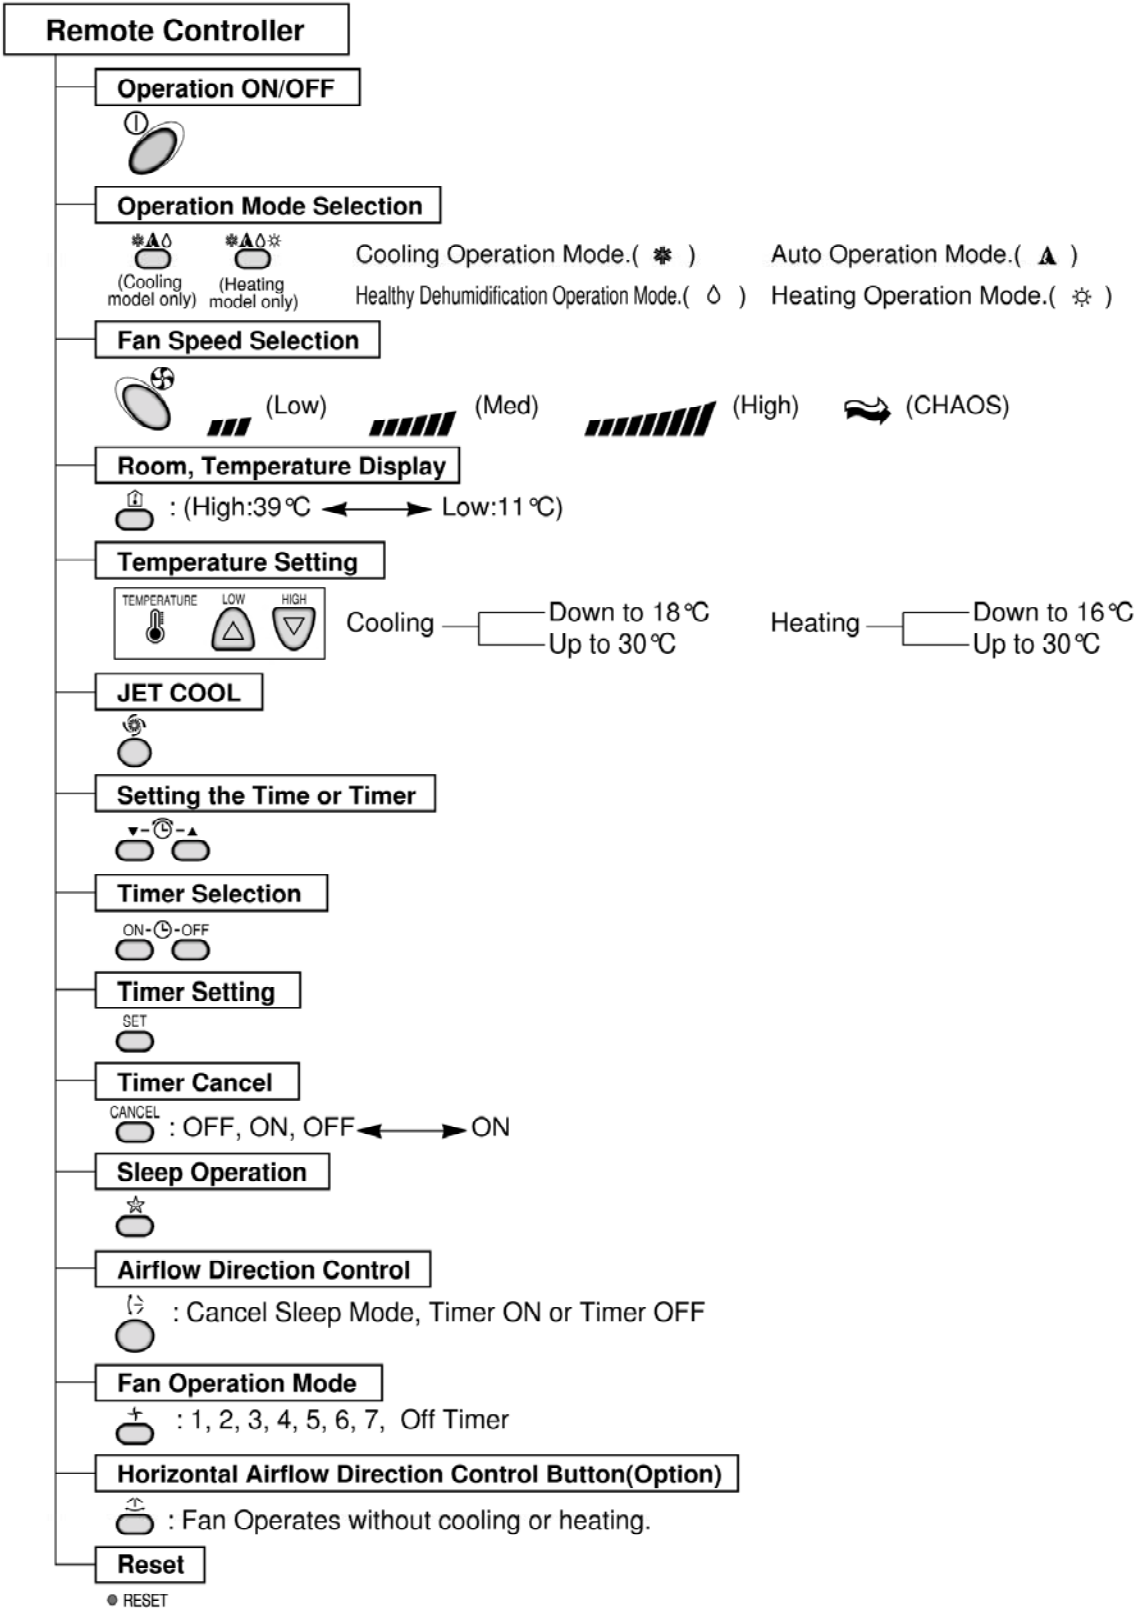 Remote Controller
Operation ON/OFF
Operation Mode Selection
(Cooling model only)
(Heating model only)
Cooling Operation Mode.( ) Auto Operation Mode.( )
Healthy Dehumidification Operation Mode.( ) Heating Operation Mode.( )
Fan Speed Selection
(Low) (Med) (High) (CHAOS)
Room, Temperature Display
: (High:39°C Low:11°C)
Temperature Setting
TEMPERATURE LOW HIGH
Cooling Down to 18°C
Up to 30°C
Heating Down to 16°C
Up to 30°C
JET COOL
Setting the Time or Timer
Timer Selection
ON- -OFF
Timer Setting
SET
Timer Cancel
CANCEL : OFF, ON, OFF ON
Sleep Operation
Airflow Direction Control
: Cancel Sleep Mode, Timer ON or Timer OFF
Fan Operation Mode
: 1, 2, 3, 4, 5, 6, 7, Off Timer
Horizontal Airflow Direction Control Button(Option)
: Fan Operates without cooling or heating.
Reset
RESET